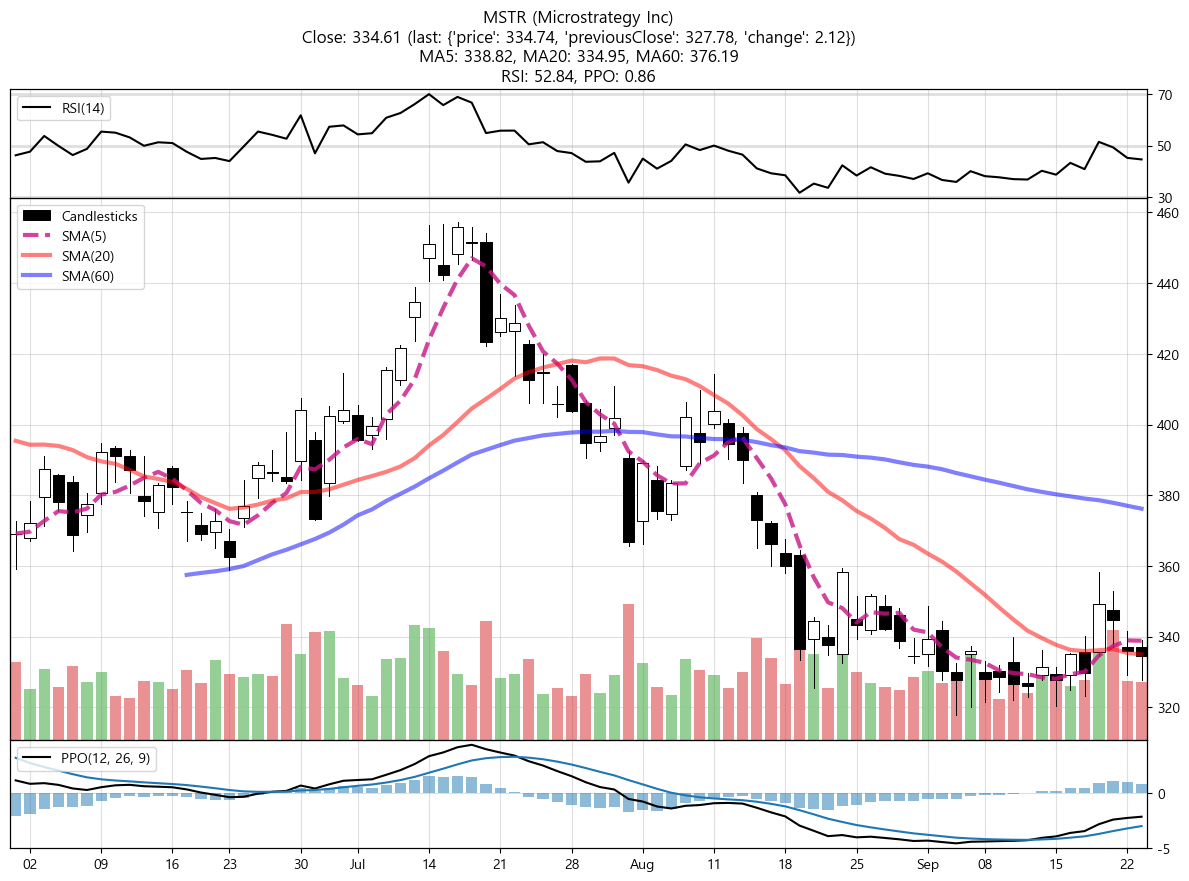 MSTR (Microstrategy Inc)
Close: 334.61 (last: {'price': 334.74, 'previousClose': 327.78, 'change': 2.12})
MA5: 338.82, MA20: 334.95, MA60: 376.19
RSI: 52.84, PPO: 0.86
RSI(14)
70
50
30
Candlesticks
SMA(5)
SMA(20)
SMA(60)
460
440
420
400
380
360
340
320
PPO(12, 26, 9)
0
-5
02 09 16 23 30 Jul 14 21 28 Aug 11 18 25 Sep 08 15 22